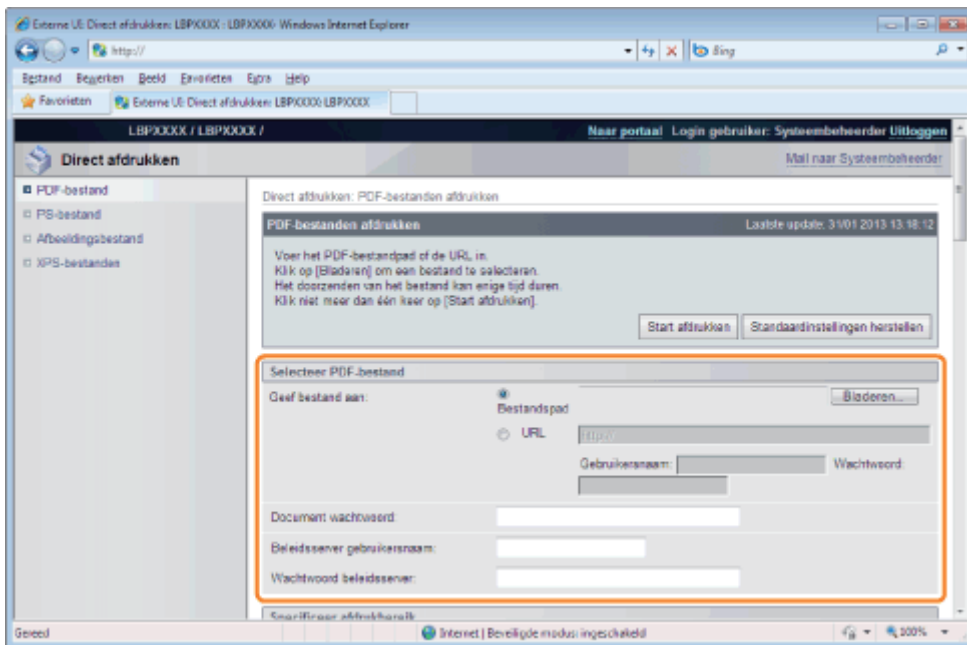 Externe UI: Direct afdrukken: LBPXXXX : LBPXXXX- Windows Internet Explorer
http://
Bing
Bestand Bewerken Beeld Favorieten Extra Help
Favorieten Externe UI: Direct afdrukken: LBPXXXX:LBPXXXX
LBPXXXX / LBPXXXX / Naar portaal Login gebruiker: Systeembeheerder Uitloggen
Direct afdrukken Mail naar Systeembeheerder
PDF-bestand
PS-bestand
Afbeeldingsbestand
XPS-bestanden
Direct afdrukken: PDF-bestanden afdrukken
PDF-bestanden afdrukken Laatste update: 31/01 2013 13:18:12
Voer het PDF-bestandpad of de URL in.
Klik op [Bladeren] om een bestand te selecteren.
Het doorzenden van het bestand kan enige tijd duren.
Klik niet meer dan één keer op [Start afdrukken].
Start afdrukken Standaardinstellingen herstellen
Selecteer PDF-bestand
Geef bestand aan: Bestandspad Bladeren...
URL http://
Gebruikersnaam: Wachtwoord:
Document wachtwoord:
Beleidsserver gebruikersnaam:
Wachtwoord beleidsserver:
Specificeer afdrukbereik
Gereed Internet | Beveiligde modus: ingeschakeld 100%